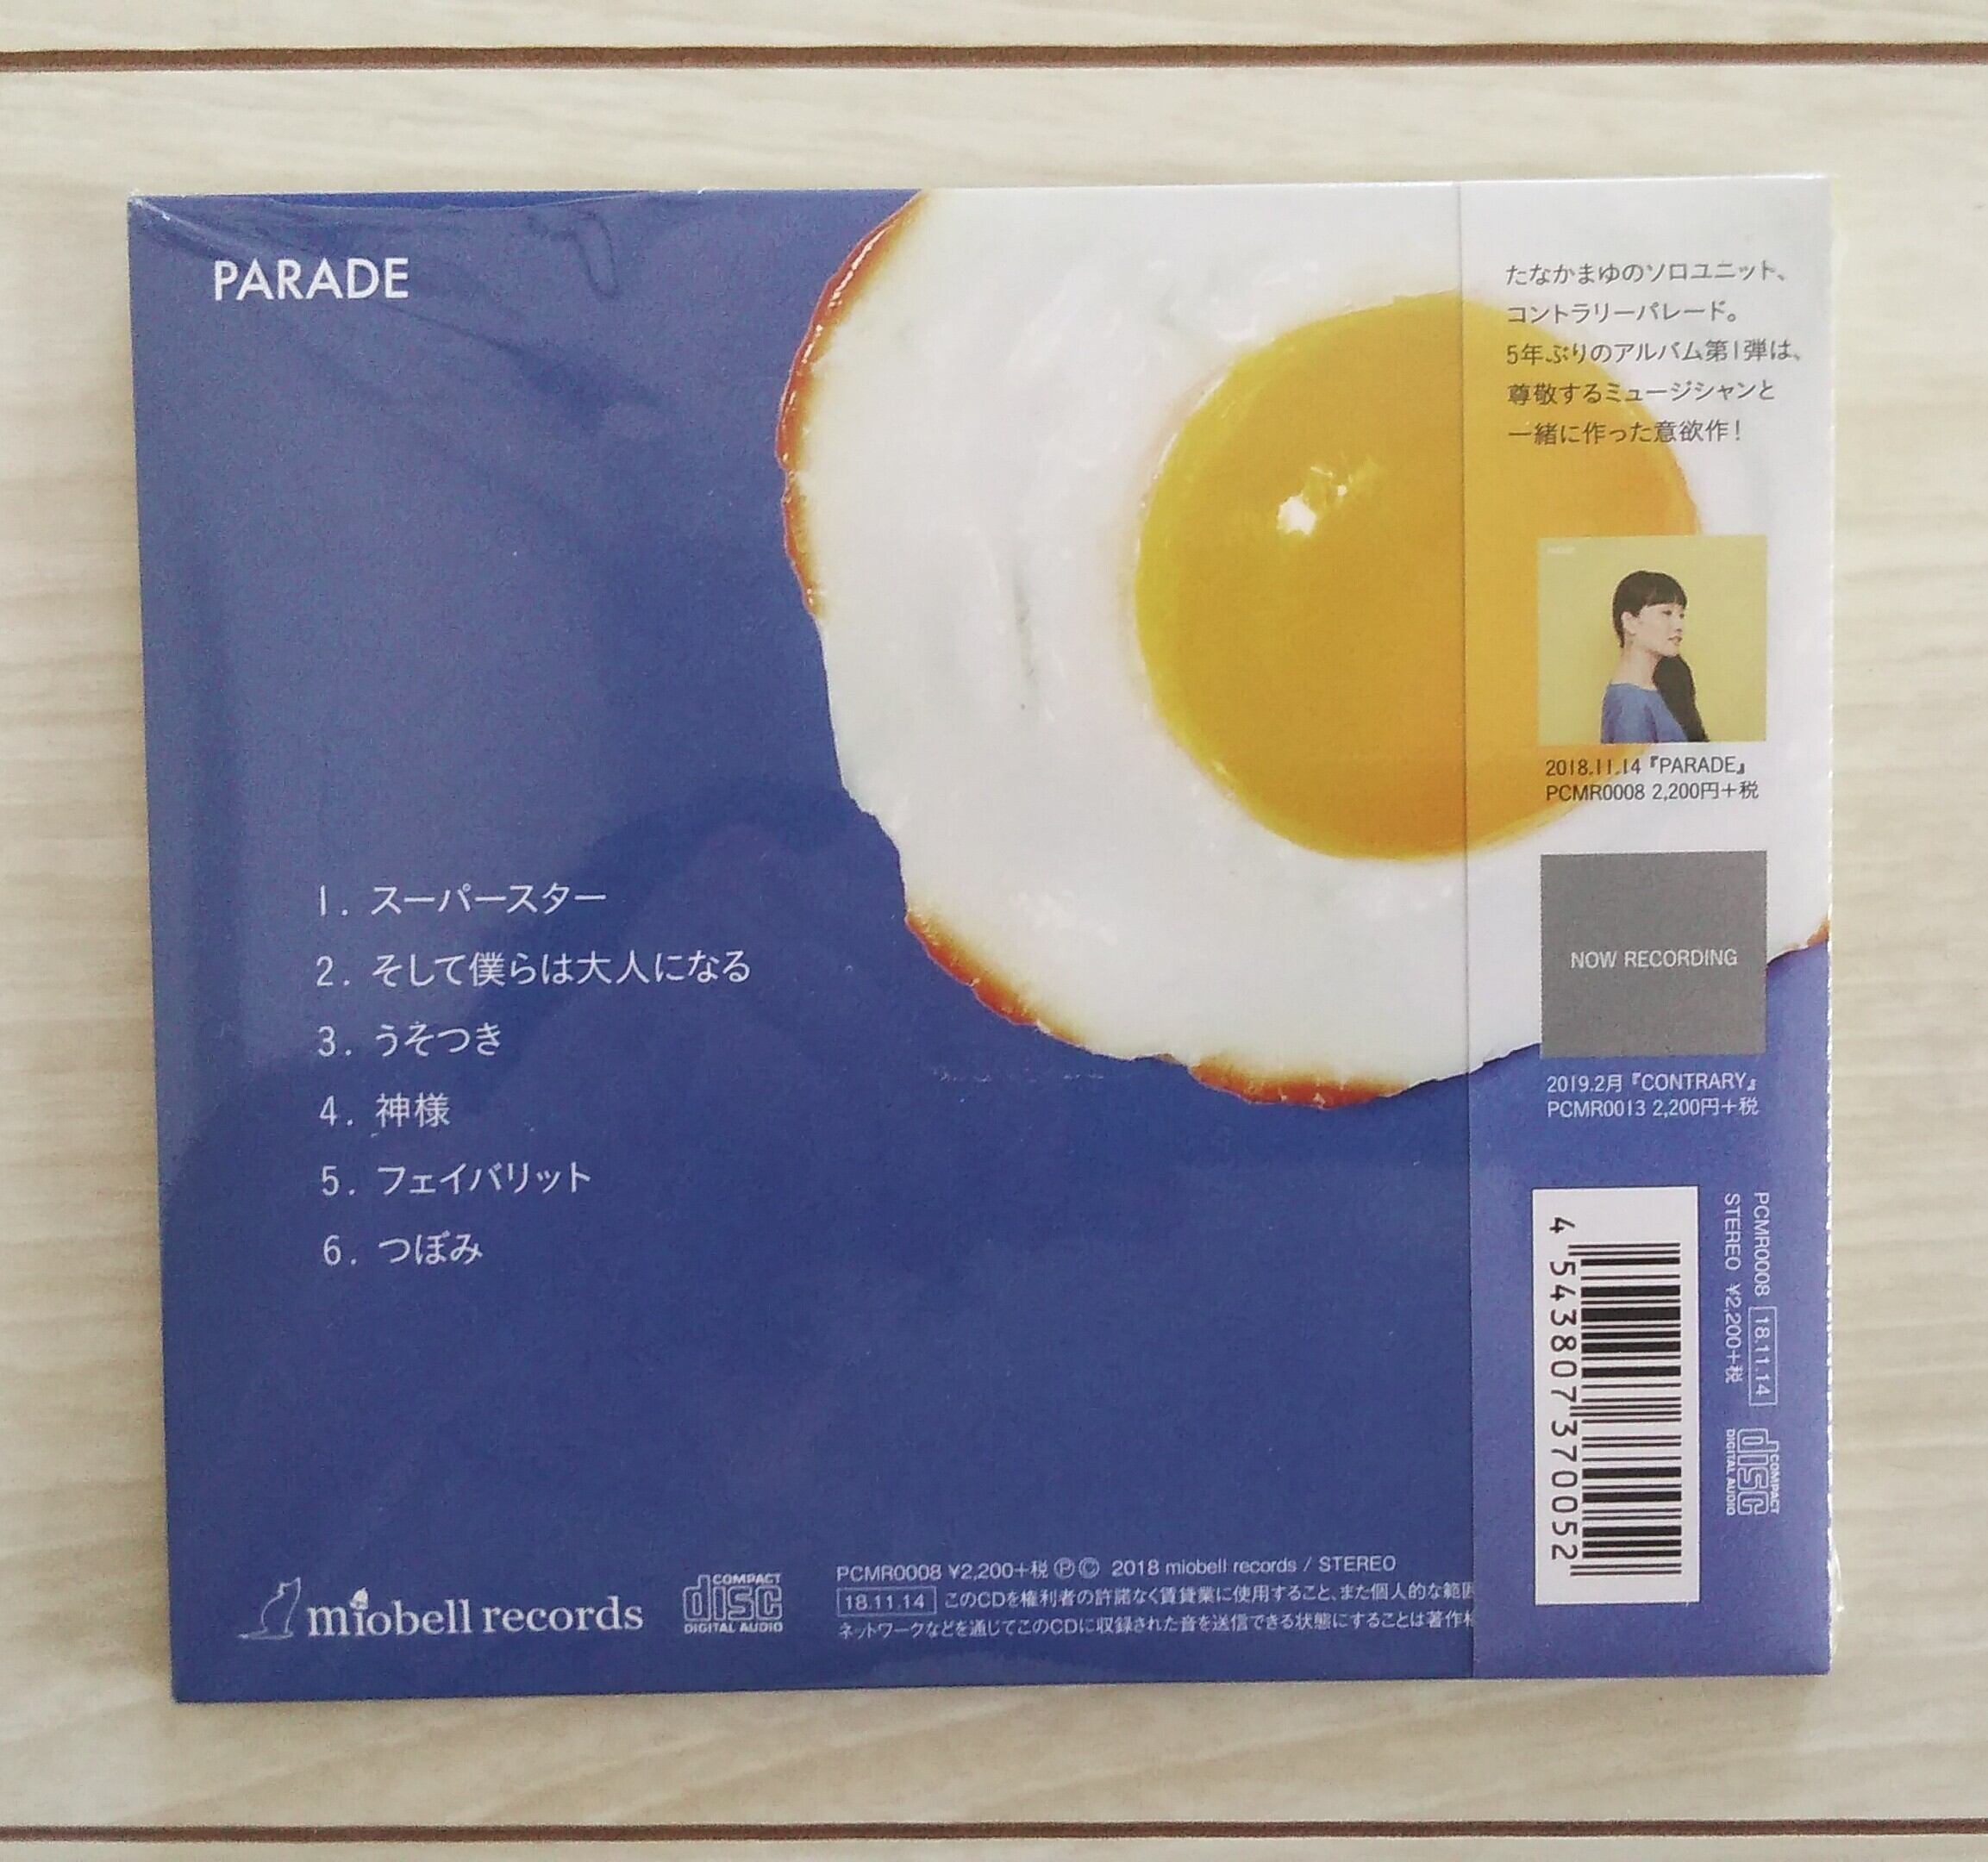 PARADE
1. スーパースター
2. そして僕らは大人になる
3. うそつき
4. 神様
5. フェイバリット
6. つぼみ
miobell records
COMPACT
disc
DIGITAL AUDIO
PCMR0008 ¥2,200+税 ⓅⒸ 2018 miobell records / STEREO
18.11.14 このCDを権利者の許諾なく賃貸業に使用すること、また個人的な範囲
ネットワークなどを通じてこのCDに収録された音を送信できる状態にすることは著作
たなかまゆのソロユニット、
コントラリーパレード。
5年ぶりのアルバム第1弾は、
尊敬するミュージシャンと
一緒に作った意欲作!
2018.11.14『PARADE』
PCMR0008 2,200円+税
NOW RECORDING
2019.2月『CONTRARY』
PCMR0013 2,200円+税
PCMR0008 18.11.14
STEREO ¥2,200+税
COMPACT
disc
DIGITAL AUDIO
4 543807 370052